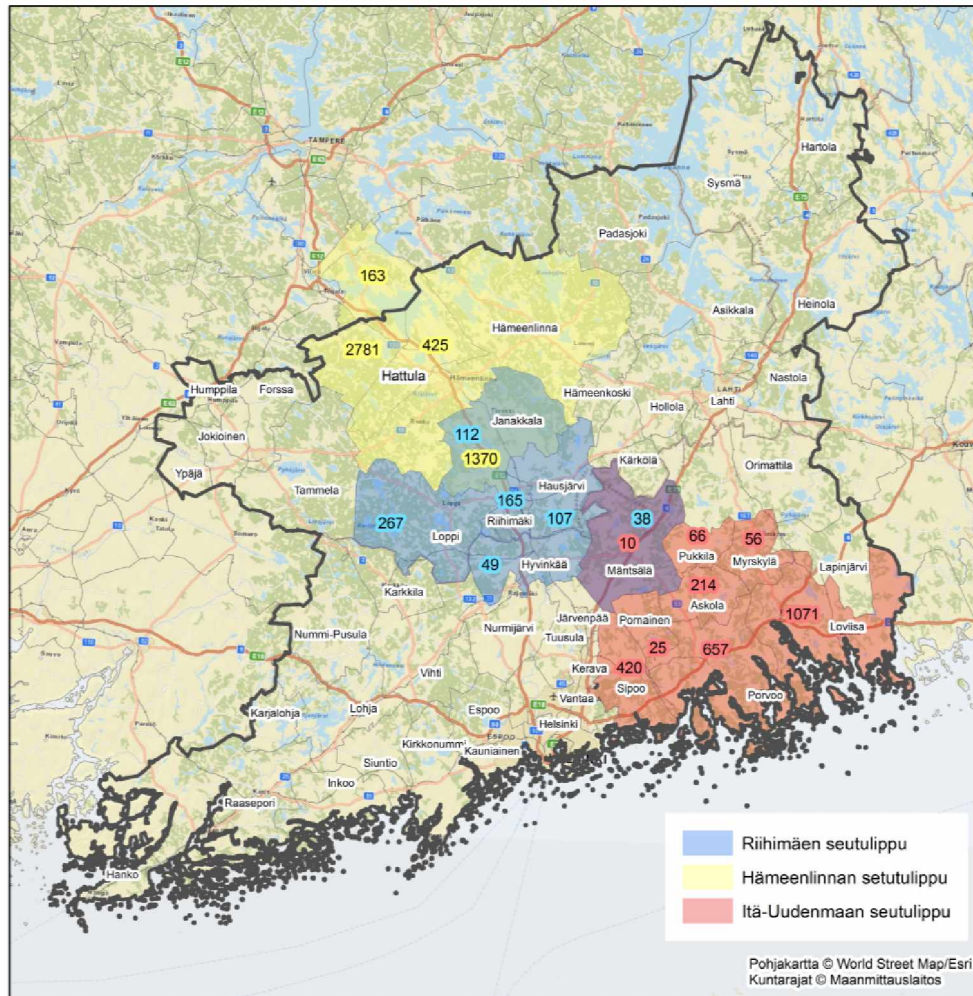 TAMPERE
Hartola
Sysmä
Padasjoki
163
Hämeenlinna
Asikkala
Heinola
2781
425
Hattula
Nastola
Humppila
Forssa
Hämeenkoski
LAHTI
Lahti
Hollola
Janakkala
Jokioinen
112
1370
Kärkölä
Orimattila
Ypäjä
Tammela
Hausjärvi
165
267
Riihimäki
107
38
Loppi
10
66
56
Pukkila
Myrskylä
49
Hyvinkää
Mäntsälä
Lapinjärvi
Karkkila
214
Askola
Järvenpää
Pornainen
1071
Nurmijärvi
Loviisa
Nummi-Pusula
Tuusula
25
657
Vihti
Kerava
420
Sipoo
Porvoo
Vantaa
Karjalohja
Lohja
Espoo
Helsinki
Kirkkonummi
ESPOO
Kauniainen
Siuntio
Inkoo
Raasepori
Hanko
Riihimäen seutulippu
Hämeenlinnan setutulippu
Itä-Uudenmaan seutulippu
Pohjakartta © World Street Map/Esri
Kuntarajat © Maanmittauslaitos